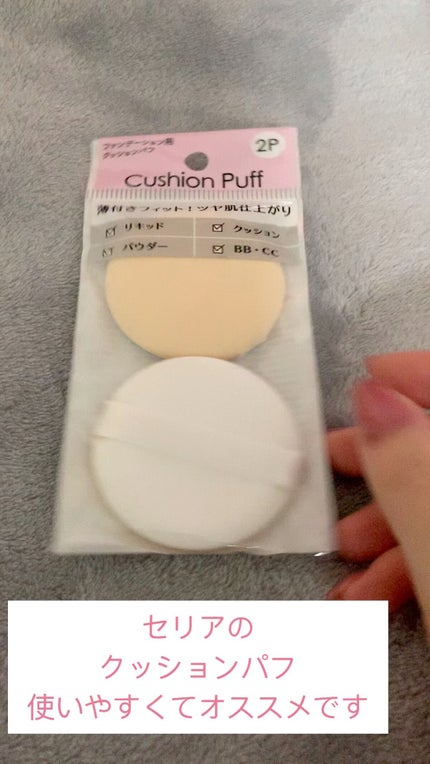 ファンデーション用
クッションパフ
2P
Cushion Puff
薄付きフィット！ツヤ肌仕上がり
リキッド
クッション
パウダー
BB・CC
セリアの
クッションパフ
使いやすくてオススメです